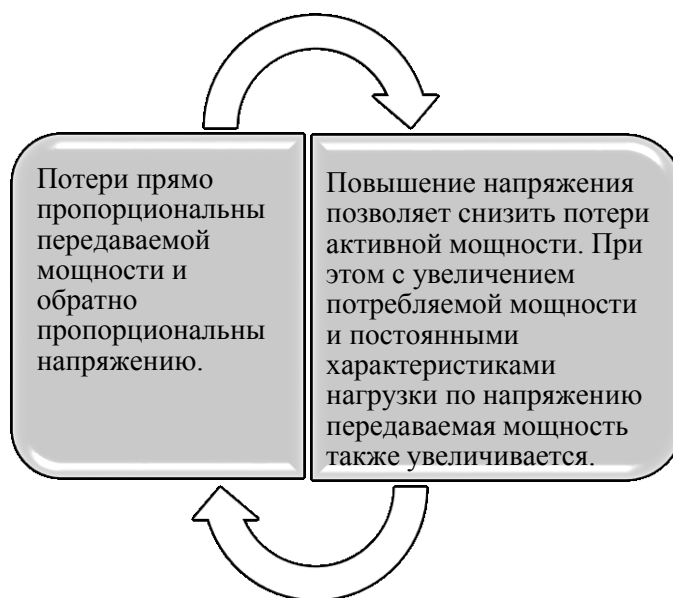 Потери прямо
пропорциональны
передаваемой
мощности и
обратно
пропорциональны
напряжению.
Повышение напряжения
позволяет снизить потери
активной мощности. При
этом с увеличением
потребляемой мощности
и постоянными
характеристиками
нагрузки по напряжению
передаваемая мощность
также увеличивается.